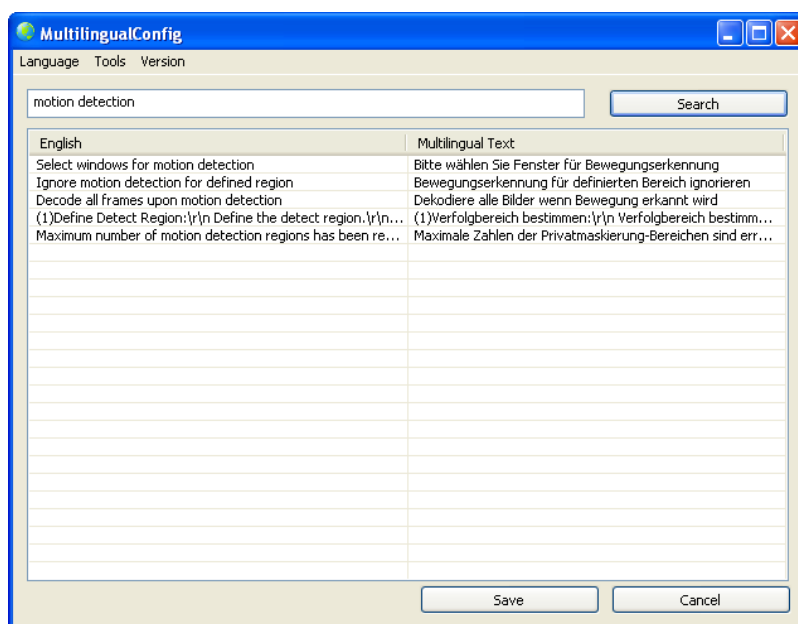 MultilingualConfig
Language Tools Version
motion detection
Search
English Multilingual Text
Select windows for motion detection Bitte wählen Sie Fenster für Bewegungserkennung
Ignore motion detection for defined region Bewegungserkennung für definierten Bereich ignorieren
Decode all frames upon motion detection Dekodiere alle Bilder wenn Bewegung erkannt wird
(1)Define Detect Region:\r\n Define the detect region.\r\n... (1)Verfolgbereich bestimmen:\r\n Verfolgbereich bestimm...
Maximum number of motion detection regions has been re... Maximale Zahlen der Privatmaskierung-Bereichen sind err...
Save Cancel